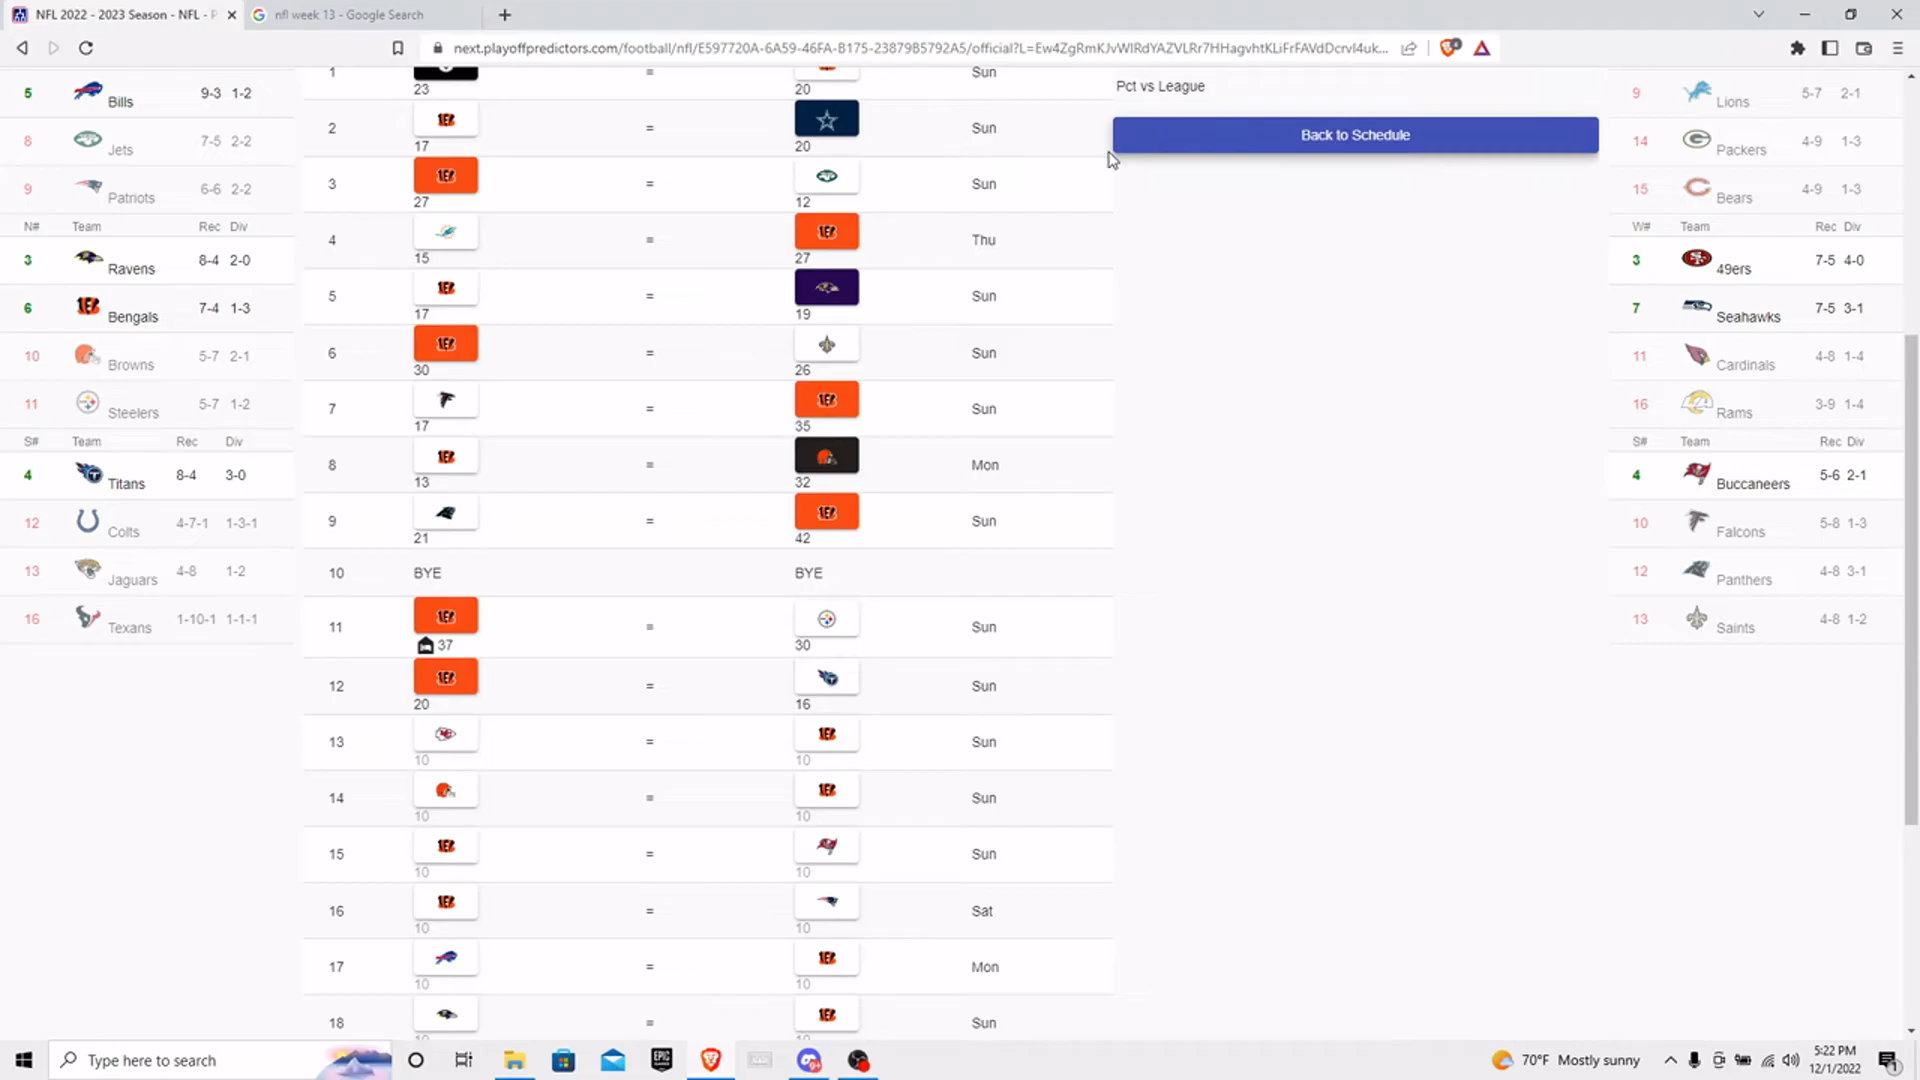 NFL 2022 - 2023 Season - NFL - P
nfl week 13 - Google Search
next.playoffpredictors.com/football/nfl/E597720A-6A59-46FA-B175-23879B5792A5/official?L=Ew4ZgRmKJvWIRdYAZVLRr7HHagvhtKLiFrFAVdDcrvl4uk...
5 Bills 9-3 1-2
8 Jets 7-5 2-2
9 Patriots 6-6 2-2
N# Team Rec Div
3 Ravens 8-4 2-0
6 Bengals 7-4 1-3
10 Browns 5-7 2-1
11 Steelers 5-7 1-2
S# Team Rec Div
4 Titans 8-4 3-0
12 Colts 4-7-1 1-3-1
13 Jaguars 4-8 1-2
16 Texans 1-10-1 1-1-1
1 = Sun
23 20
2 = Sun
17 20
3 = Sun
27 12
4 = Thu
15 27
5 = Sun
17 19
6 = Sun
30 26
7 = Sun
17 35
8 = Mon
13 32
9 = Sun
21 42
10 BYE BYE
11 = Sun
37 30
12 = Sun
20 16
13 = Sun
10 10
14 = Sun
10 10
15 = Sun
10 10
16 = Sat
10 10
17 = Mon
10 10
18 = Sun
Pct vs League
Back to Schedule
9 Lions 5-7 2-1
14 Packers 4-9 1-3
15 Bears 4-9 1-3
W# Team Rec Div
3 49ers 7-5 4-0
7 Seahawks 7-5 3-1
11 Cardinals 4-8 1-4
16 Rams 3-9 1-4
S# Team Rec Div
4 Buccaneers 5-6 2-1
10 Falcons 5-8 1-3
12 Panthers 4-8 3-1
13 Saints 4-8 1-2
Type here to search
EPIC
70°F Mostly sunny
5:22 PM
12/1/2022